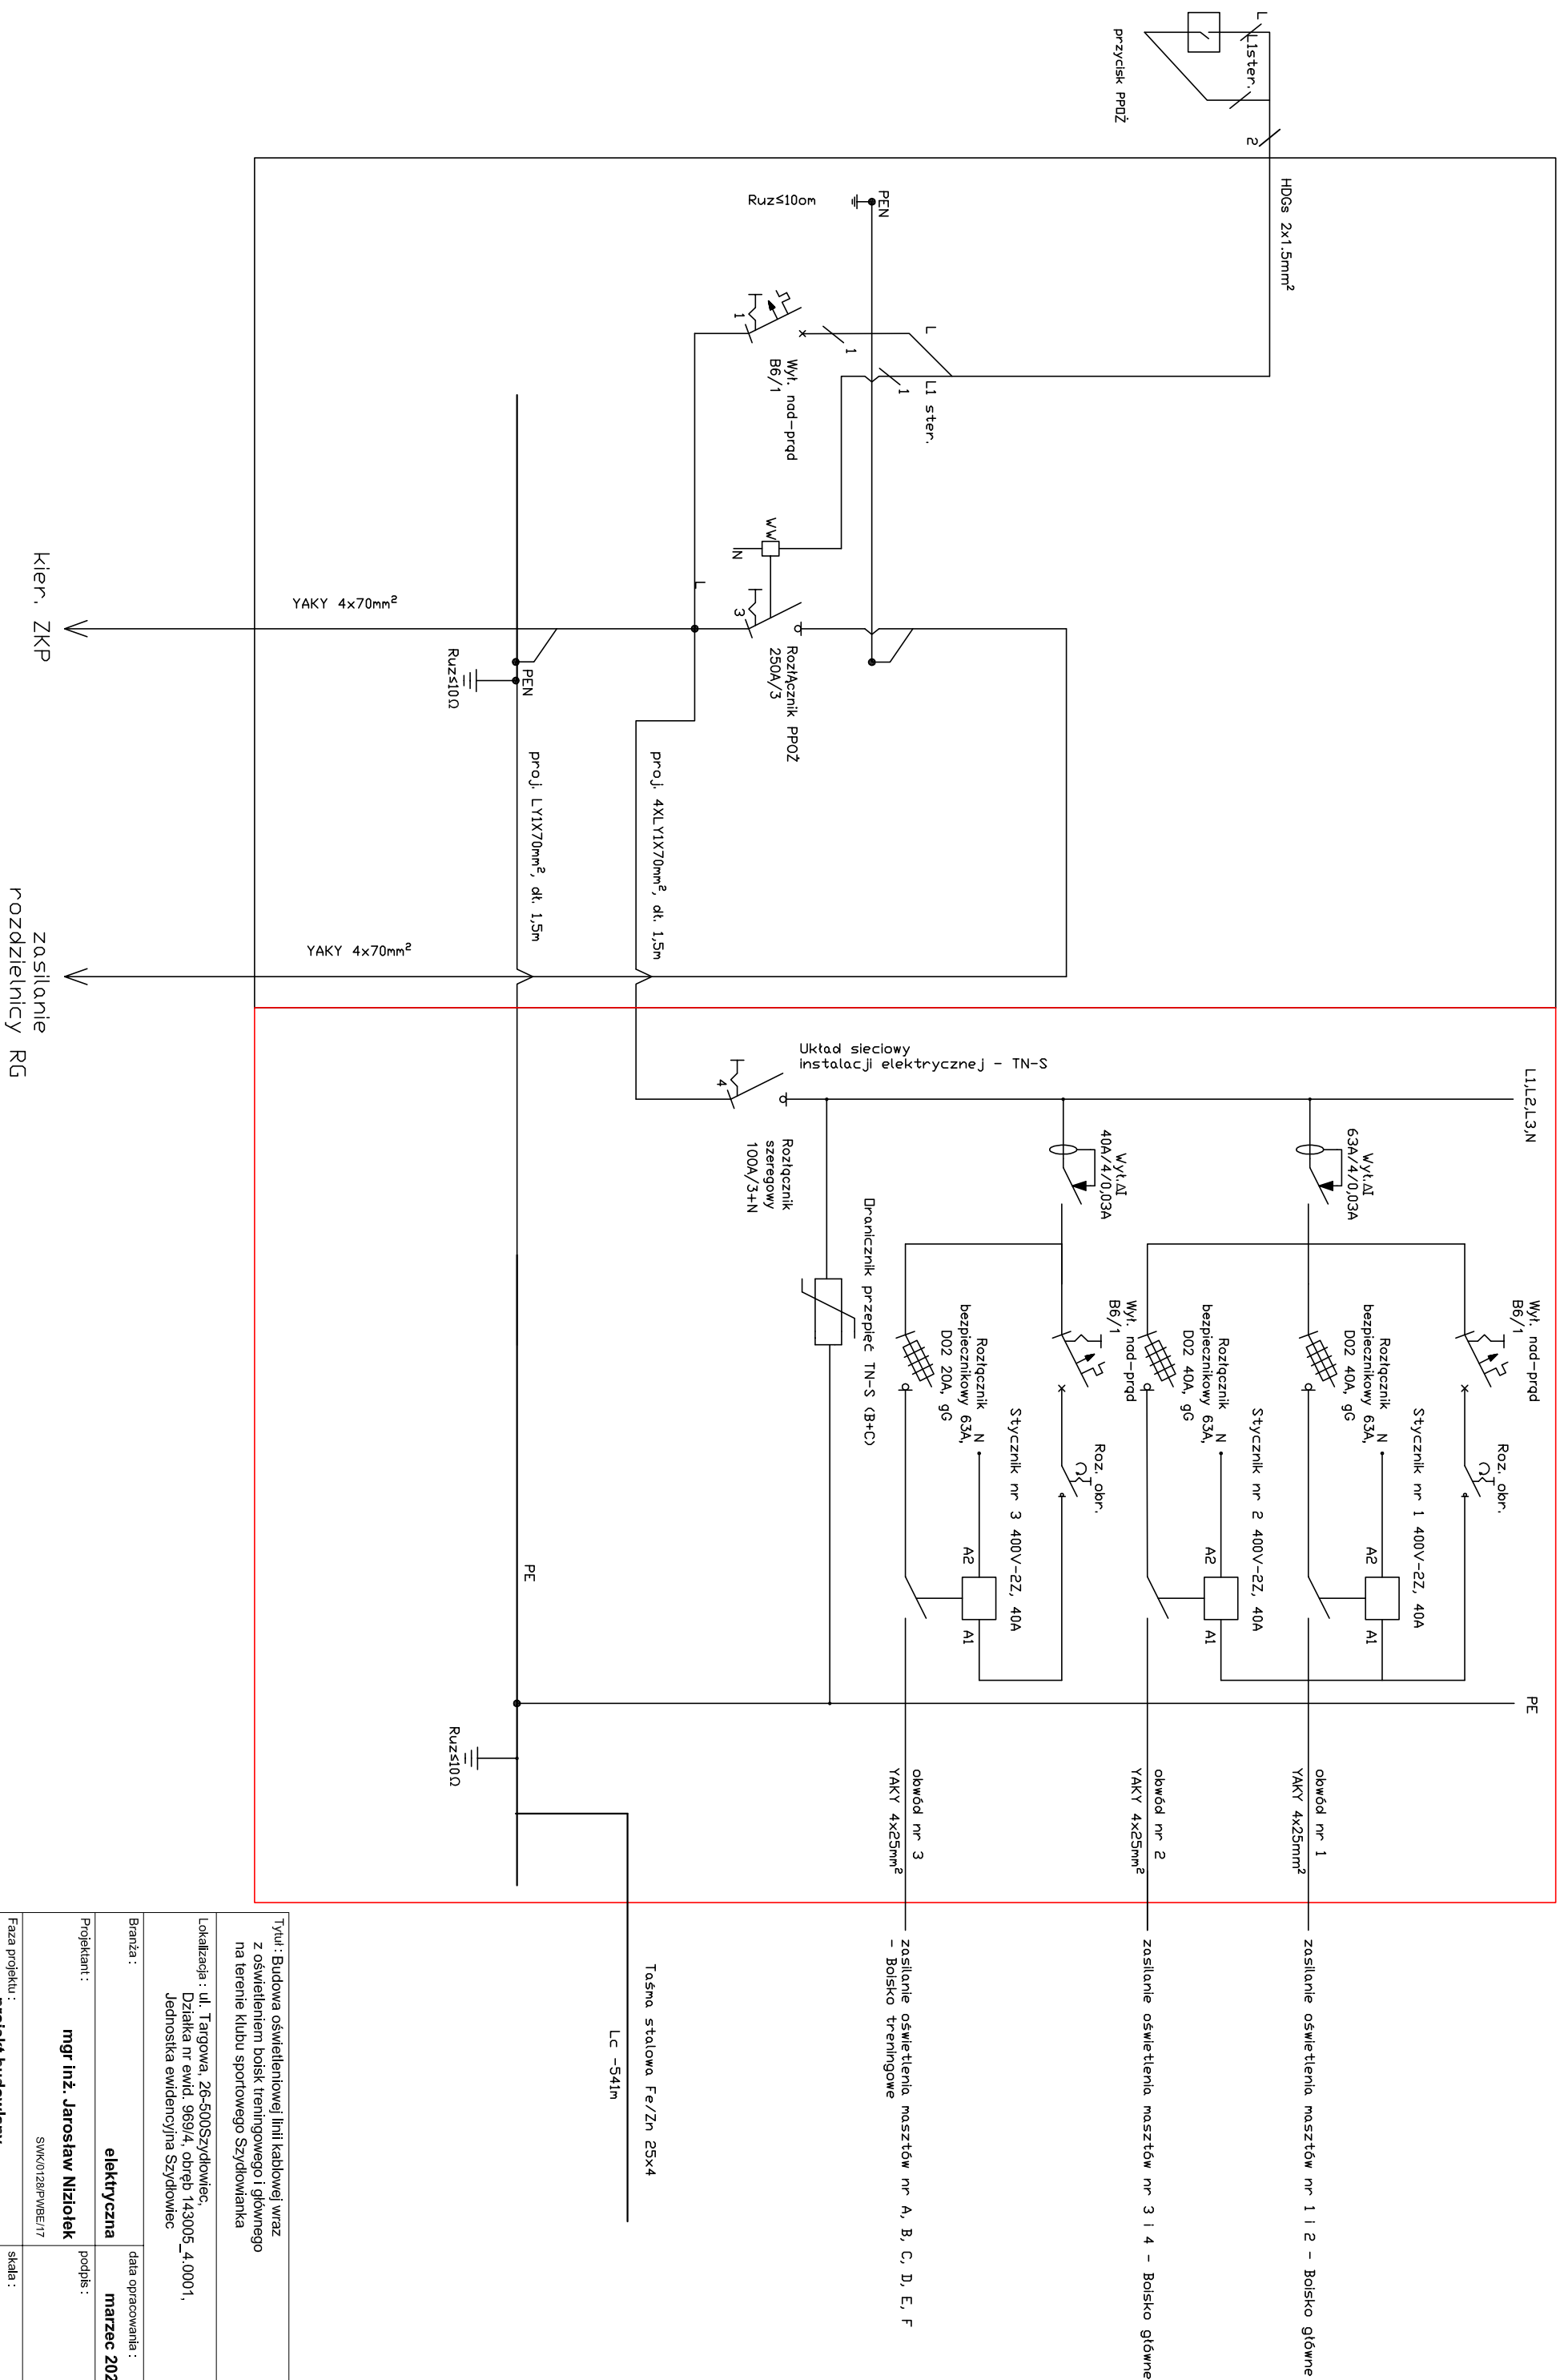 L
L1ster.
przycisk PPOŻ
2
HDGs 2x1.5mm²
PEN
Ruz≤10om
L
1
1
Wył. nad-prąd
B6/1
L1 ster.
1
WW
N
L
3
RozłĄcznik PPOŻ
250A/3
YAKY 4x70mm²
kier. ZKP
PEN
Ruz≤10Ω
proj. LY1X70mm², dł. 1,5m
proj. 4XLY1X70mm², dł. 1,5m
YAKY 4x70mm²
zasilanie
rozdzielnicy RG
Układ sieciowy
instalacji elektrycznej - TN-S
L1,L2,L3,N
4
Rozłącznik
szeregowy
100A/3+N
Wył.ΔI
63A/4/0,03A
Wył.ΔI
40A/4/0,03A
Oranicznik przepięć TN-S (B+C)
Wył. nad-prąd
B6/1
Roz. obr.
Rozłącznik
bezpiecznikowy 63A,
D02 40A, gG
N
Stycznik nr 1 400V-2Z, 40A
A2
A1
Rozłącznik
bezpiecznikowy 63A,
D02 40A, gG
N
Stycznik nr 2 400V-2Z, 40A
A2
A1
Wył. nad-prąd
B6/1
Roz. obr.
Rozłącznik
bezpiecznikowy 63A,
D02 20A, gG
N
Stycznik nr 3 400V-2Z, 40A
A2
A1
PE
PE
Ruz≤10Ω
obwód nr 1
YAKY 4x25mm²
zasilanie oświetlenia masztów nr 1 i 2 - Boisko główne
obwód nr 2
YAKY 4x25mm²
zasilanie oświetlenia masztów nr 3 i 4 - Boisko główne
obwód nr 3
YAKY 4x25mm²
zasilanie oświetlenia masztów nr A, B, C, D, E, F
- Boisko treningowe
Taśma stalowa Fe/Zn 25x4
Lc -541m
Tytuł : Budowa oświetleniowej linii kablowej wraz
z oświetleniem boisk treningowego i głównego
na terenie klubu sportowego Szydłowianka
Lokalizacja : ul. Targowa, 26-500Szydłowiec,
Działka nr ewid. 969/4, obręb 143005_4.0001,
Jednostka ewidencyjna Szydłowiec
Branża :
elektryczna
data opracowania :
marzec 202
Projektant :
mgr inż. Jarosław Niziołek
SWK/0128/PWBE/17
podpis :
Faza projektu :
projekt budowlany
skala :